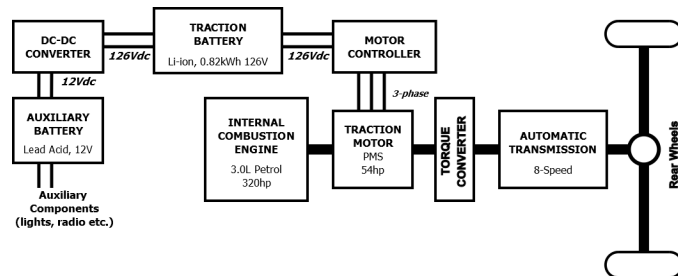 DC-DC
CONVERTER
126Vdc
TRACTION
BATTERY
Li-ion, 0.82kWh 126V
126Vdc
MOTOR
CONTROLLER
12Vdc
3-phase
AUXILIARY
BATTERY
Lead Acid, 12V
INTERNAL
COMBUSTION
ENGINE
3.0L Petrol
320hp
TRACTION
MOTOR
PMS
54hp
TORQUE
CONVERTER
AUTOMATIC
TRANSMISSION
8-Speed
Rear Wheels
Auxiliary
Components
(lights, radio etc.)